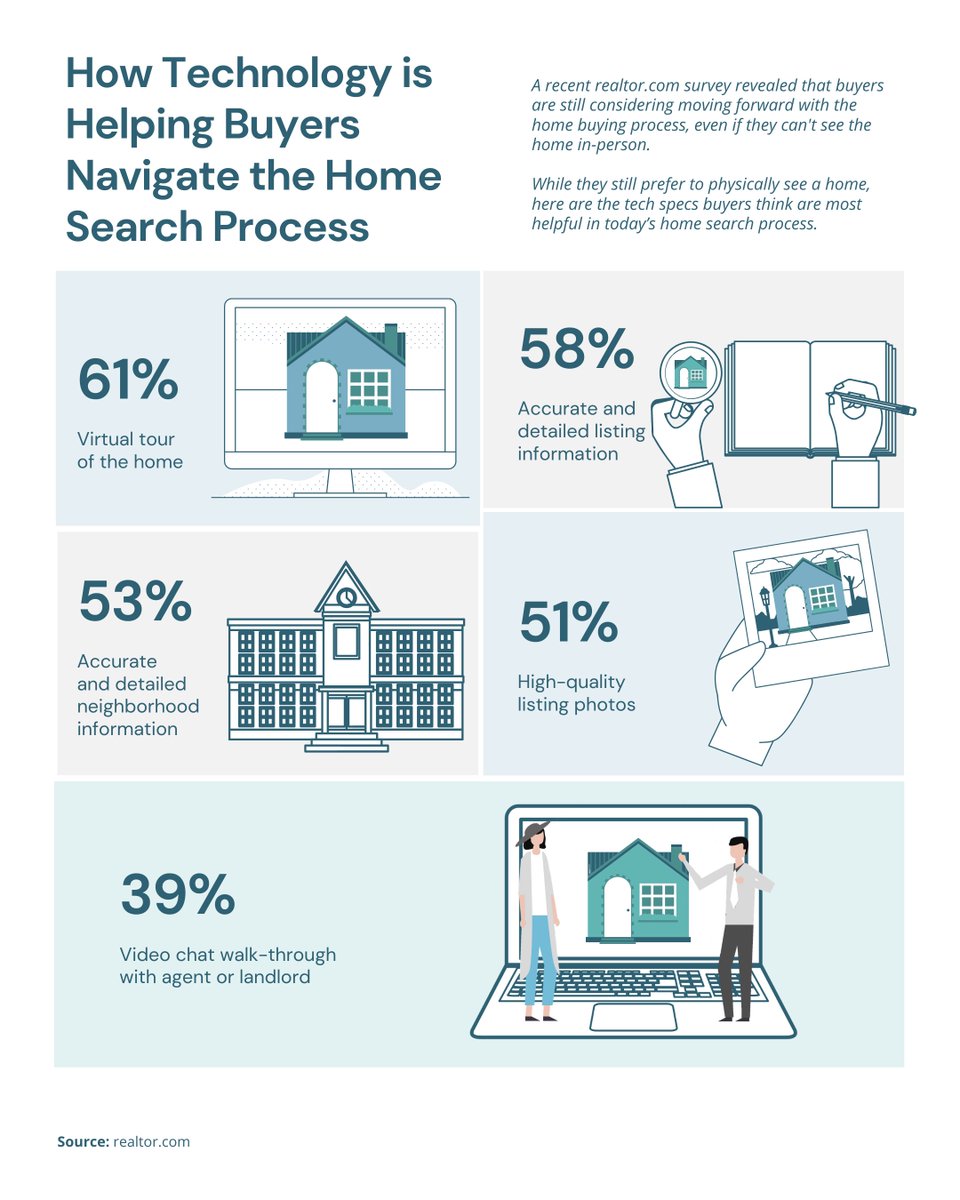 How Technology is
Helping Buyers
Navigate the Home
Search Process
A recent realtor.com survey revealed that buyers
are still considering moving forward with the
home buying process, even if they can't see the
home in-person.
While they still prefer to physically see a home,
here are the tech specs buyers think are most
helpful in today’s home search process.
61%
Virtual tour
of the home
58%
Accurate and
detailed listing
information
53%
Accurate
and detailed
neighborhood
information
51%
High-quality
listing photos
39%
Video chat walk-through
with agent or landlord
Source: realtor.com